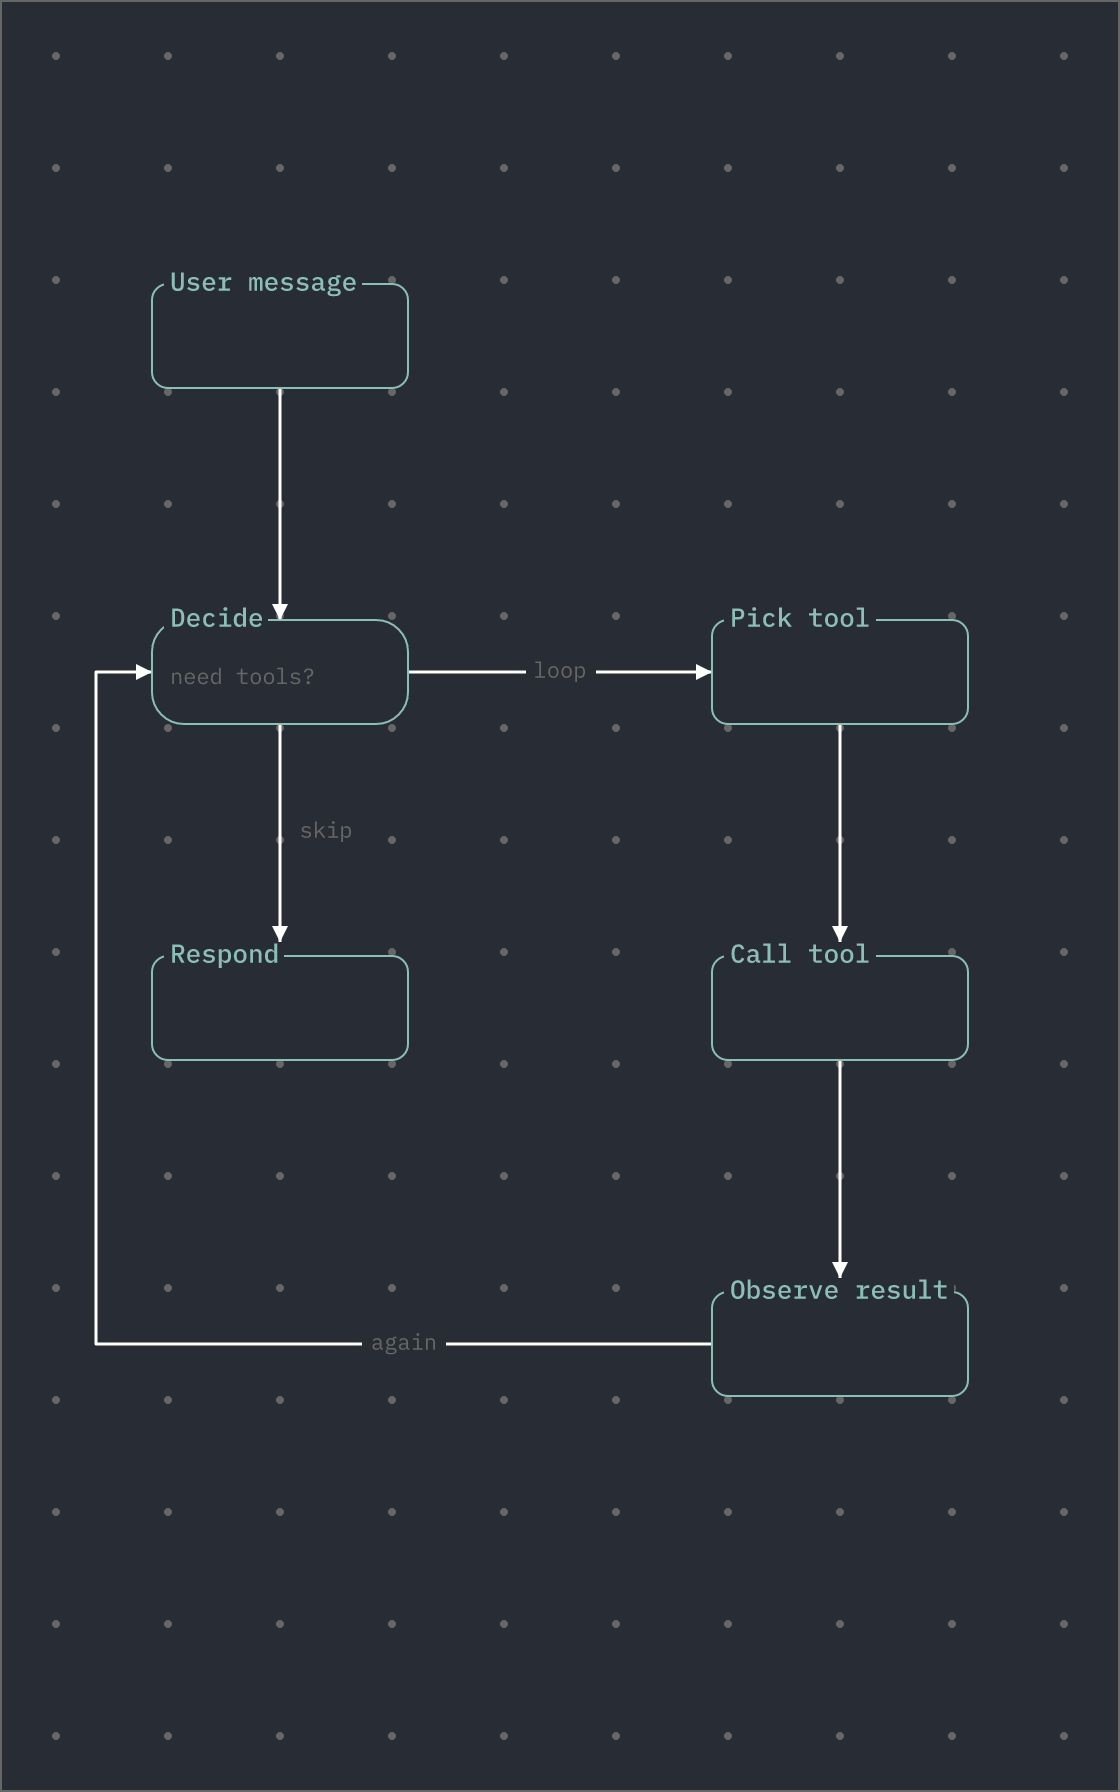 User message
Decide
need tools?
loop
Pick tool
skip
Respond
Call tool
Observe result
again